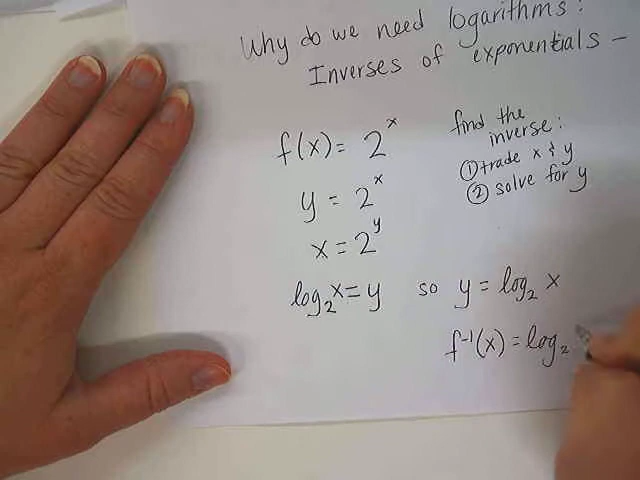 Why do we need logarithms:
Inverses of exponentials –
f(x) = 2^x
y = 2^x
x = 2^y
log₂x = y so y = log₂ x
f⁻¹(x) = log₂
find the
inverse:
① trade x & y
② solve for y